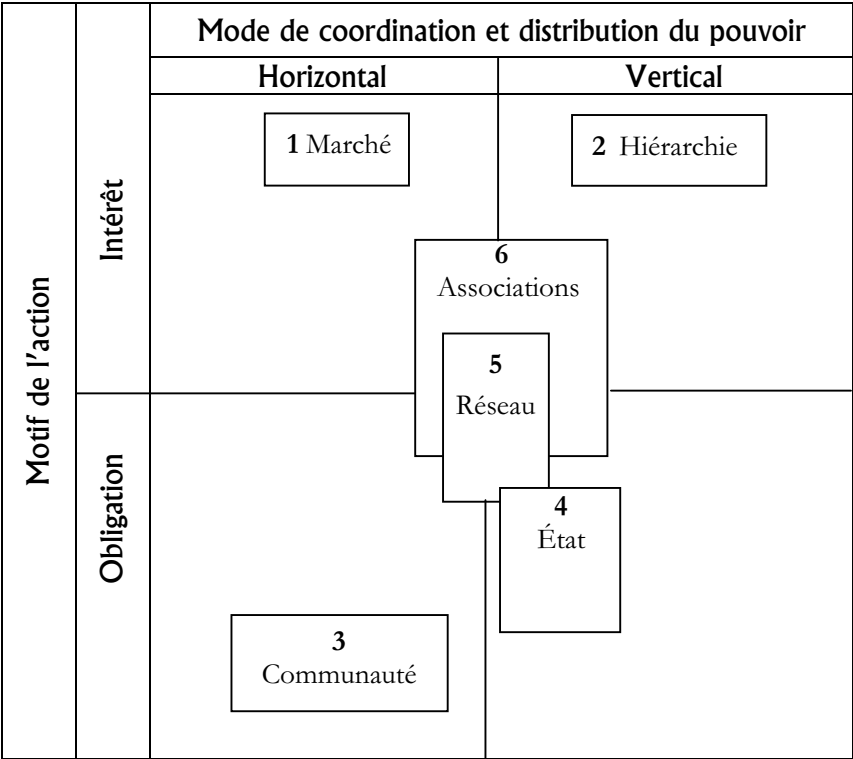 Mode de coordination et distribution du pouvoir
Horizontal
Vertical
Motif de l'action
Intérêt
1 Marché
2 Hiérarchie
6
Associations
5
Réseau
Obligation
4
État
3
Communauté